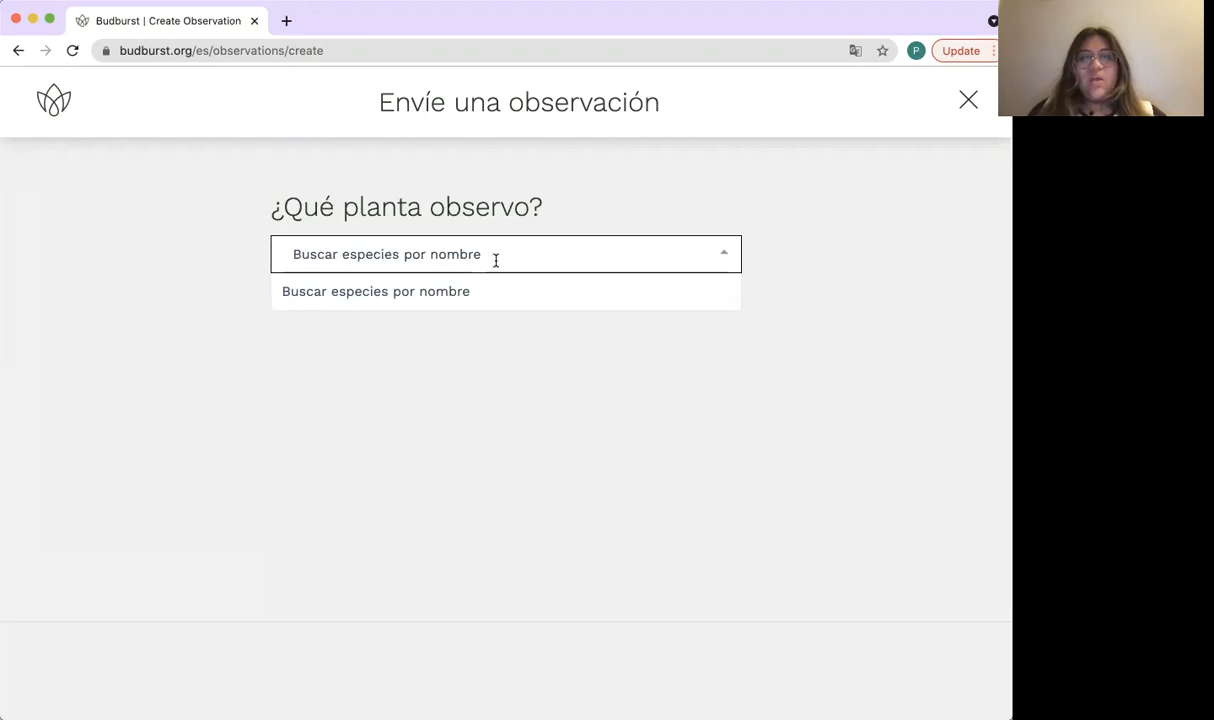 Budburst | Create Observation
budburst.org/es/observations/create
P
Update
Envíe una observación
¿Qué planta observo?
Buscar especies por nombre
Buscar especies por nombre